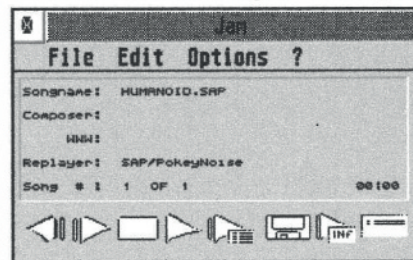 Jam
File Edit Options ?
Songname: HUMANOID.SAP
Composer:
WWW:
Replayer: SAP/PokeyNoise
Song # 1 1 OF 1 00:00
INF